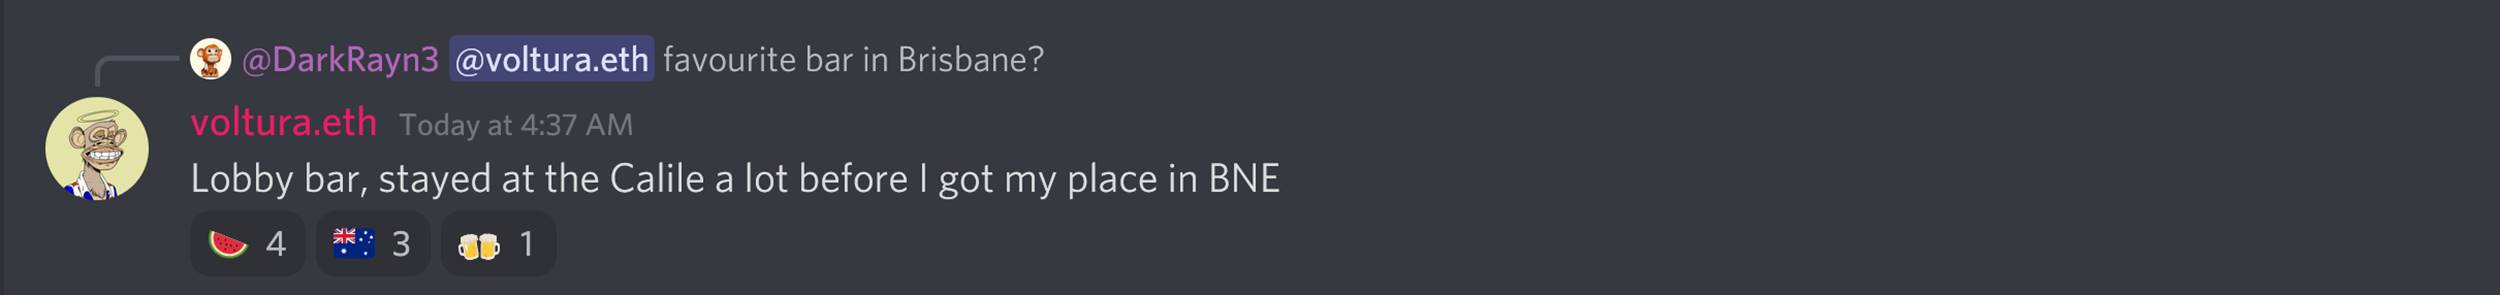 @DarkRayn3 @voltura.eth favourite bar in Brisbane?
voltura.eth Today at 4:37 AM
Lobby bar, stayed at the Calile a lot before I got my place in BNE
4 3 1